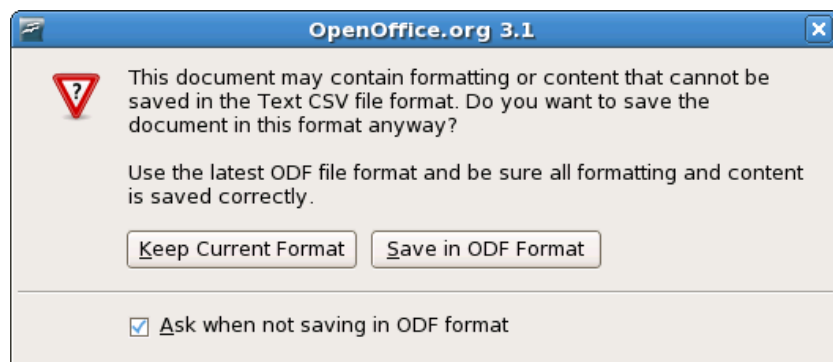 OpenOffice.org 3.1
This document may contain formatting or content that cannot be
saved in the Text CSV file format. Do you want to save the
document in this format anyway?
Use the latest ODF file format and be sure all formatting and content
is saved correctly.
Keep Current Format Save in ODF Format
Ask when not saving in ODF format